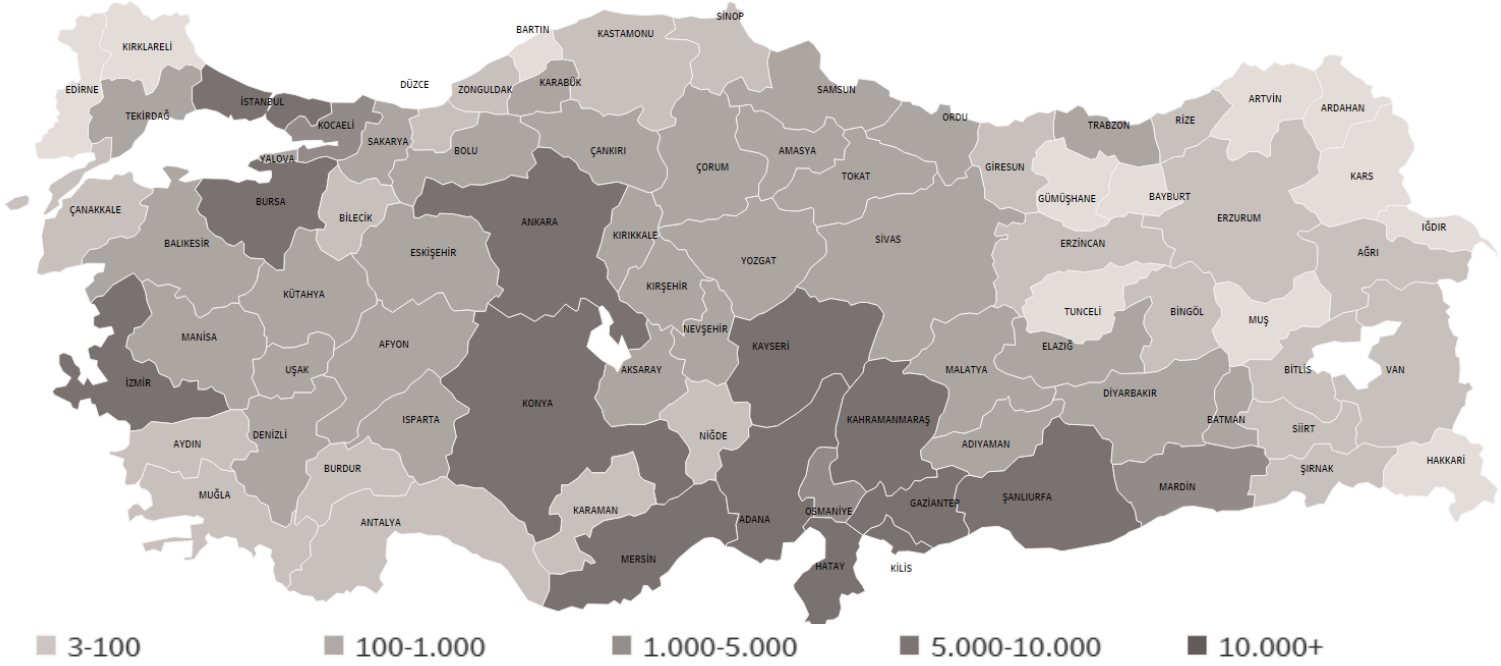 SİNOP
BARTIN
KASTAMONU
KIRKLARELİ
EDİRNE
DÜZCE
ZONGULDAK
KARABÜK
SAMSUN
ARTVİN
ARDAHAN
İSTANBUL
TEKİRDAĞ
KOCAELİ
ORDU
TRABZON
RİZE
SAKARYA
BOLU
ÇANKIRI
AMASYA
YALOVA
ÇORUM
GİRESUN
TOKAT
KARS
BURSA
GÜMÜŞHANE
BAYBURT
ÇANAKKALE
BİLECİK
ANKARA
ERZURUM
IĞDIR
KIRIKKALE
SİVAS
BALIKESİR
ERZİNCAN
ESKİŞEHİR
AĞRI
YOZGAT
KIRŞEHİR
KÜTAHYA
TUNCELİ
BİNGÖL
MUŞ
NEVŞEHİR
MANİSA
AFYON
KAYSERİ
ELAZIĞ
UŞAK
AKSARAY
MALATYA
BİTLİS
VAN
İZMİR
DİYARBAKIR
KONYA
ISPARTA
KAHRAMANMARAŞ
BATMAN
SİİRT
DENİZLİ
NİĞDE
AYDIN
ADIYAMAN
HAKKARİ
BURDUR
ŞIRNAK
MARDİN
MUĞLA
ŞANLIURFA
GAZİANTEP
KARAMAN
OSMANİYE
ANTALYA
ADANA
MERSİN
HATAY
KİLİS
3-100 100-1.000 1.000-5.000 5.000-10.000 10.000+